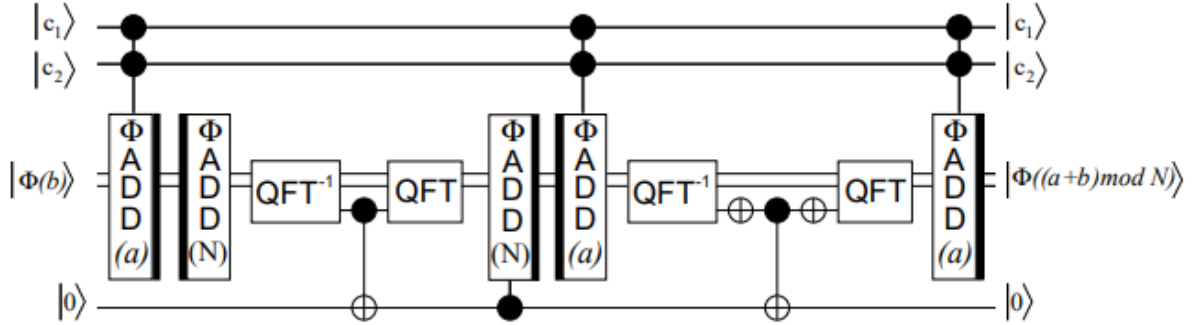 |c₁⟩ |c₁⟩
|c₂⟩ |c₂⟩
|Φ(b)⟩ ΦADD(a) ΦADD(N) QFT⁻¹ QFT ΦADD(N) ΦADD(a) QFT⁻¹ QFT ΦADD(a) |Φ((a+b)mod N)⟩
|0⟩ |0⟩